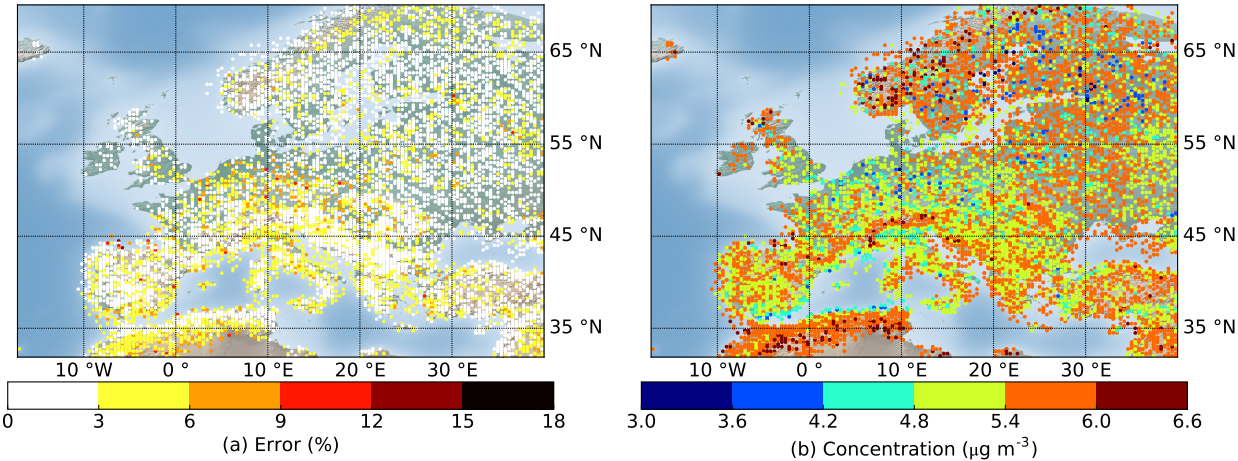 65 °N 65 °N
55 °N 55 °N
45 °N 45 °N
35 °N 35 °N
10 °W 0 ° 10 °E 20 °E 30 °E 10 °W 0 ° 10 °E 20 °E 30 °E
0 3 6 9 12 15 18 3.0 3.6 4.2 4.8 5.4 6.0 6.6
(a) Error (%) (b) Concentration (μg m⁻³)